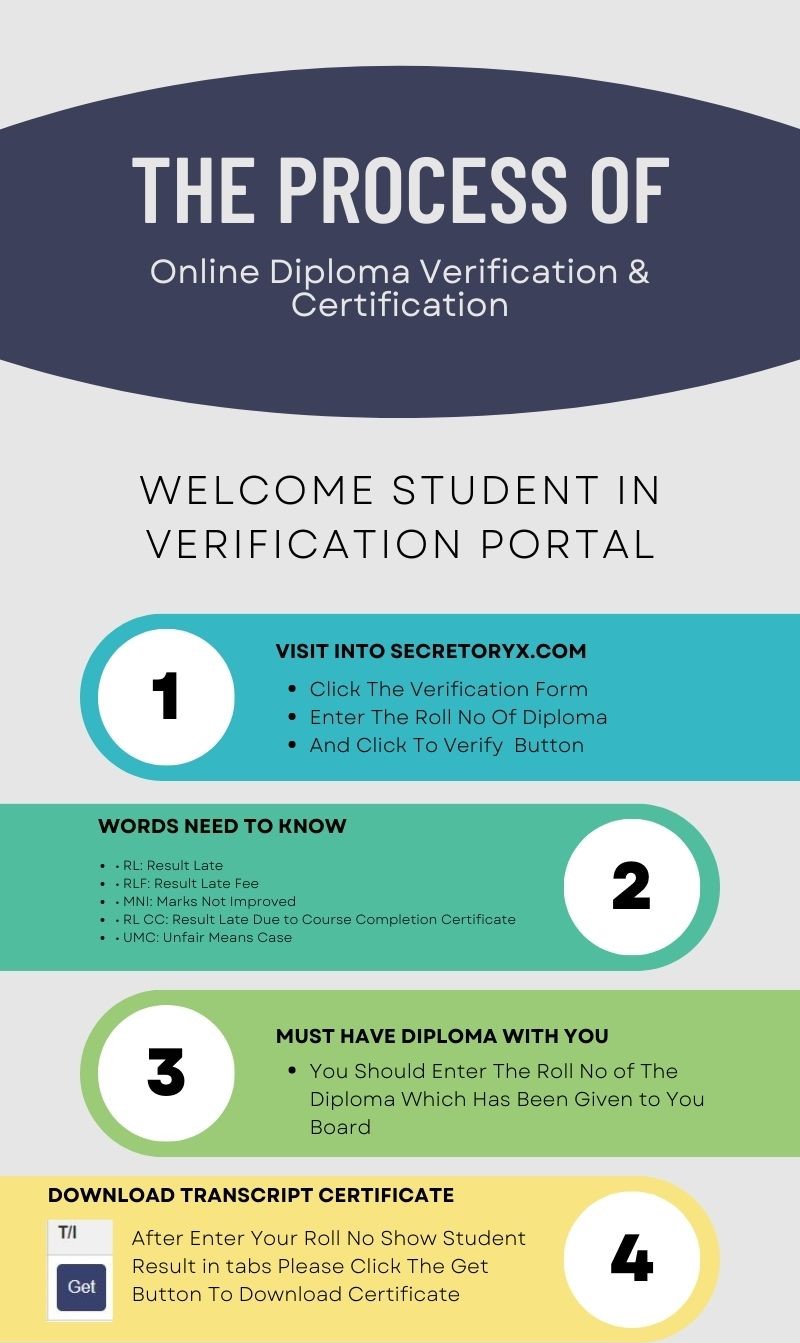 THE PROCESS OF
Online Diploma Verification &
Certification
WELCOME STUDENT IN
VERIFICATION PORTAL
1
VISIT INTO SECRETORYX.COM
• Click The Verification Form
• Enter The Roll No Of Diploma
• And Click To Verify  Button
WORDS NEED TO KNOW
• • RL: Result Late
• • RLF: Result Late Fee
• • MNI: Marks Not Improved
• • RL CC: Result Late Due to Course Completion Certificate
• • UMC: Unfair Means Case
2
3
MUST HAVE DIPLOMA WITH YOU
• You Should Enter The Roll No of The
Diploma Which Has Been Given to You
Board
DOWNLOAD TRANSCRIPT CERTIFICATE
T/I
Get
After Enter Your Roll No Show Student
Result in tabs Please Click The Get
Button To Download Certificate
4